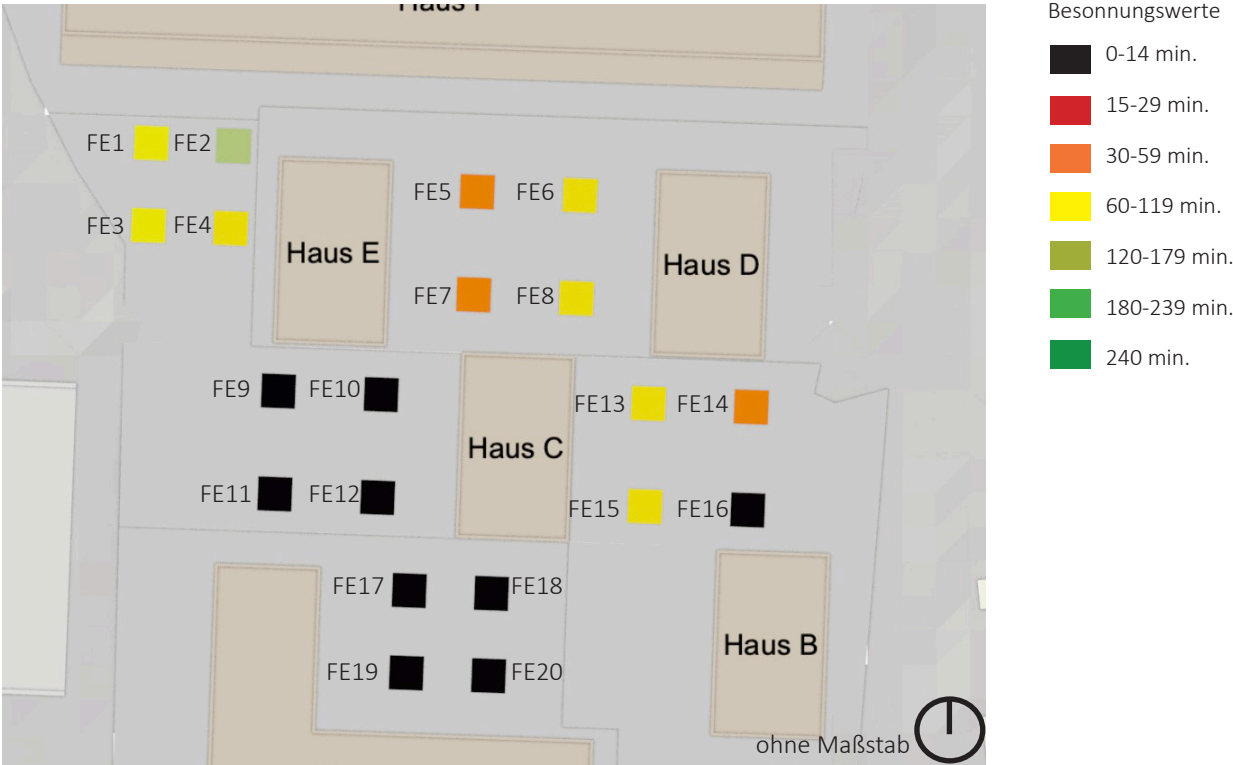 Haus
Besonnungswerte
0-14 min.
15-29 min.
30-59 min.
60-119 min.
120-179 min.
180-239 min.
240 min.
FE1 FE2
FE3 FE4
FE5 FE6
FE7 FE8
Haus E
Haus D
FE9 FE10
FE11 FE12
Haus C
FE13 FE14
FE15 FE16
FE17 FE18
FE19 FE20
Haus B
ohne Maßstab